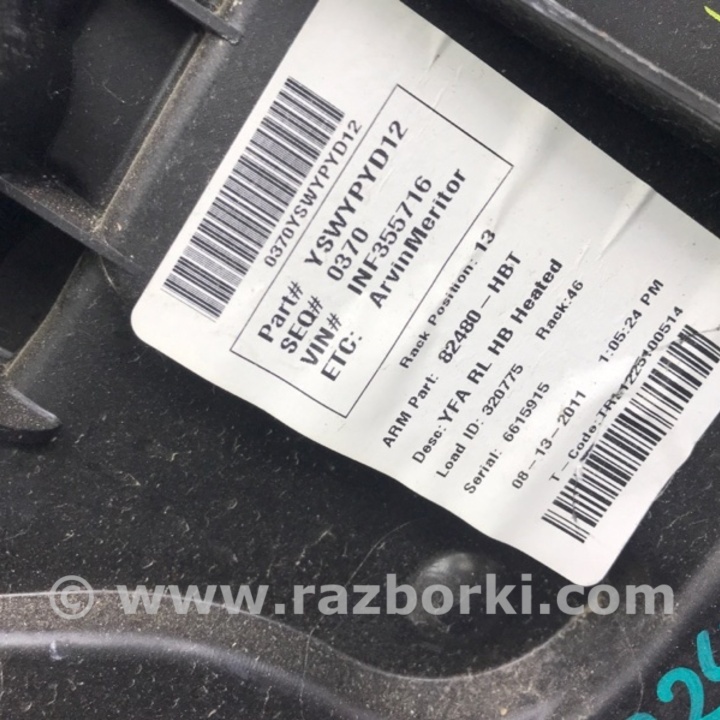 0370YSWYPYD12
Part# YSWYPYD12
SEQ# 0370
VIN# INF355716
ETC: ArvinMeritor
Rack Position: 13
ARM Part: 82480-HBT
Desc: YFA RL HB Heated
Load ID: 320775 Rack: 46
Serial: 6615915
08-13-2011 1:05:24 PM
© www.razborki.com